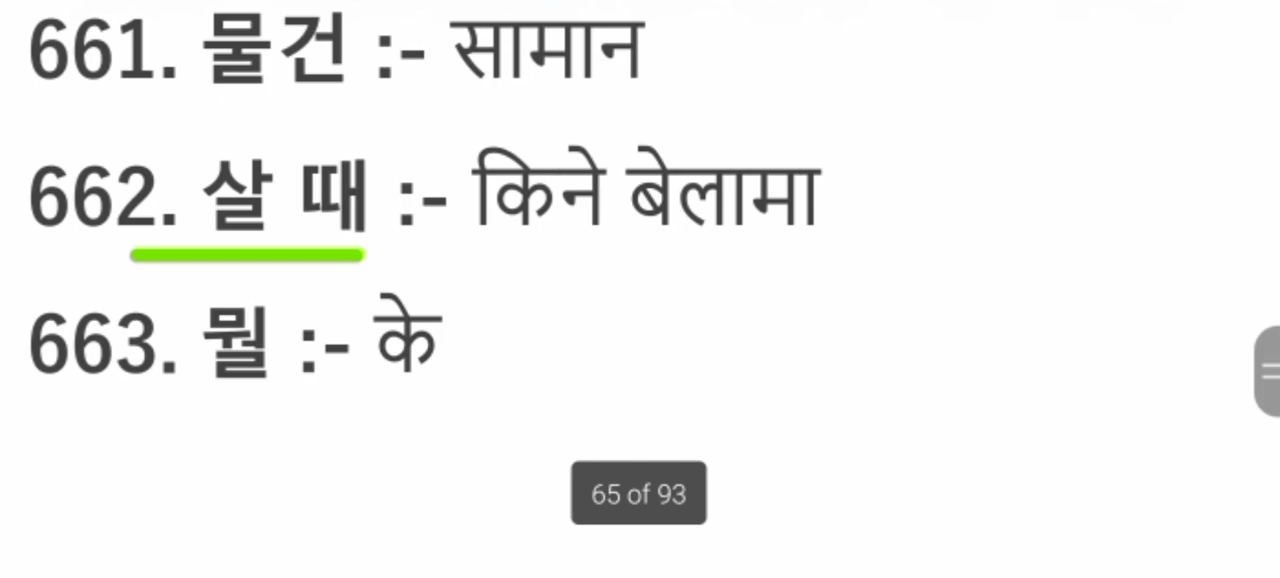 661. 물건 :- सामान
662. 살 때 :- किने बेलामा
663. 뭘 :- के
65 of 93